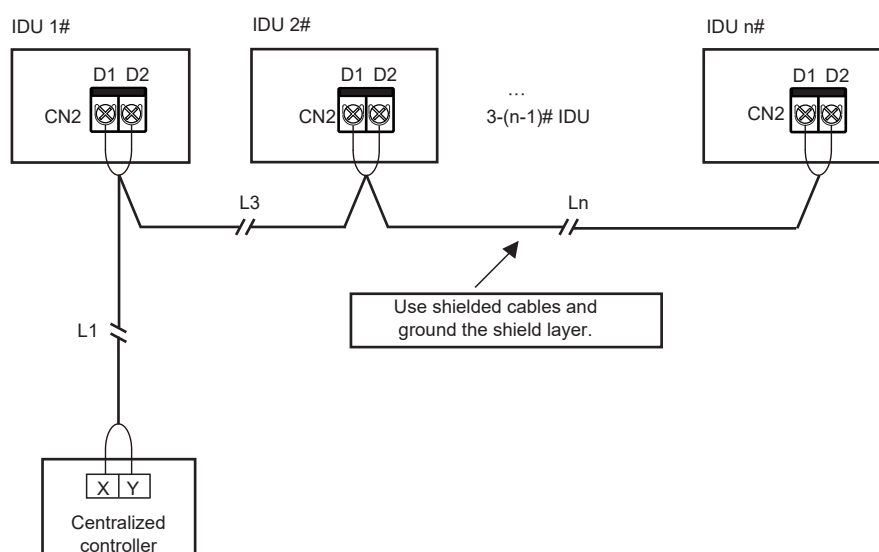 IDU 1#
IDU 2#
IDU n#
D1 D2
D1 D2
D1 D2
CN2
CN2
CN2
…
3-(n-1)# IDU
L3
Ln
Use shielded cables and
ground the shield layer.
L1
X Y
Centralized
controller